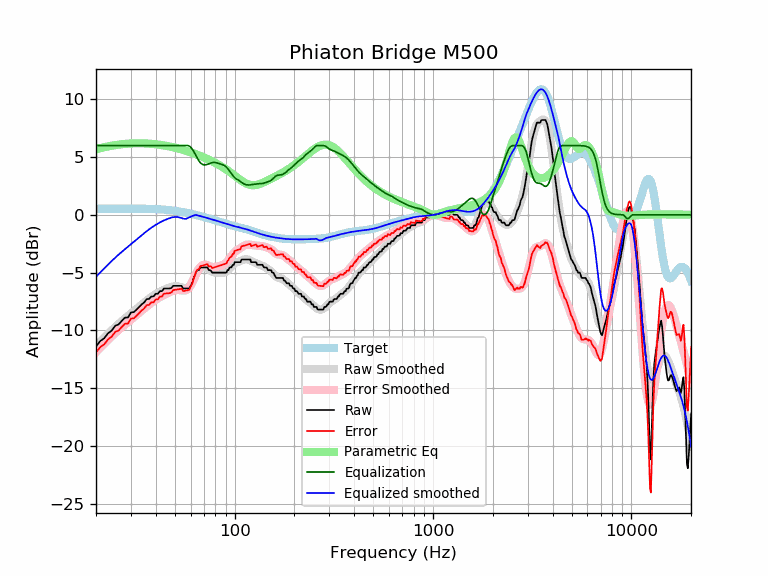 Phiaton Bridge M500
10
5
0
−5
−10
−15
−20
−25
Amplitude (dBr)
Target
Raw Smoothed
Error Smoothed
Raw
Error
Parametric Eq
Equalization
Equalized smoothed
100
1000
10000
Frequency (Hz)